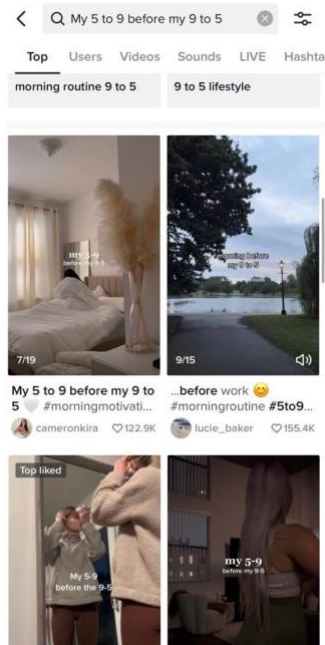 My 5 to 9 before my 9 to 5
Top Users Videos Sounds LIVE Hashta
morning routine 9 to 5
9 to 5 lifestyle
my 5-9
before my 9-5
7/19
morning before
my 9 to 5
9/15
My 5 to 9 before my 9 to
5 🤍 #morningmotivati...
cameronkira 122.9K
...before work 😊
#morningroutine #5to9...
lucie_baker 155.4K
Top liked
My 5-9
before the 9-5
my 5-9
before my 9-5